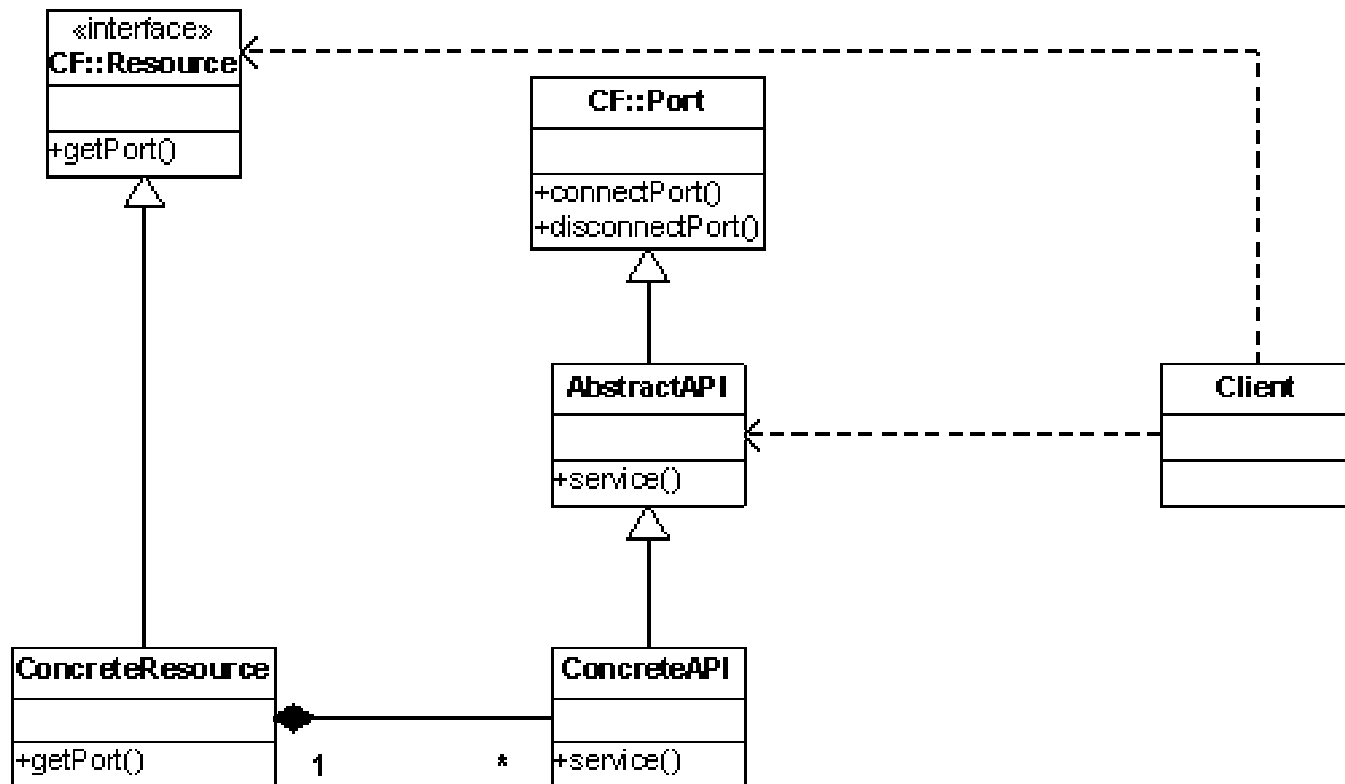 «interface»
CF::Resource
+getPort()
CF::Port
+connectPort()
+disconnectPort()
AbstractAPI
+service()
Client
ConcreteResource
+getPort()
1
*
ConcreteAPI
+service()